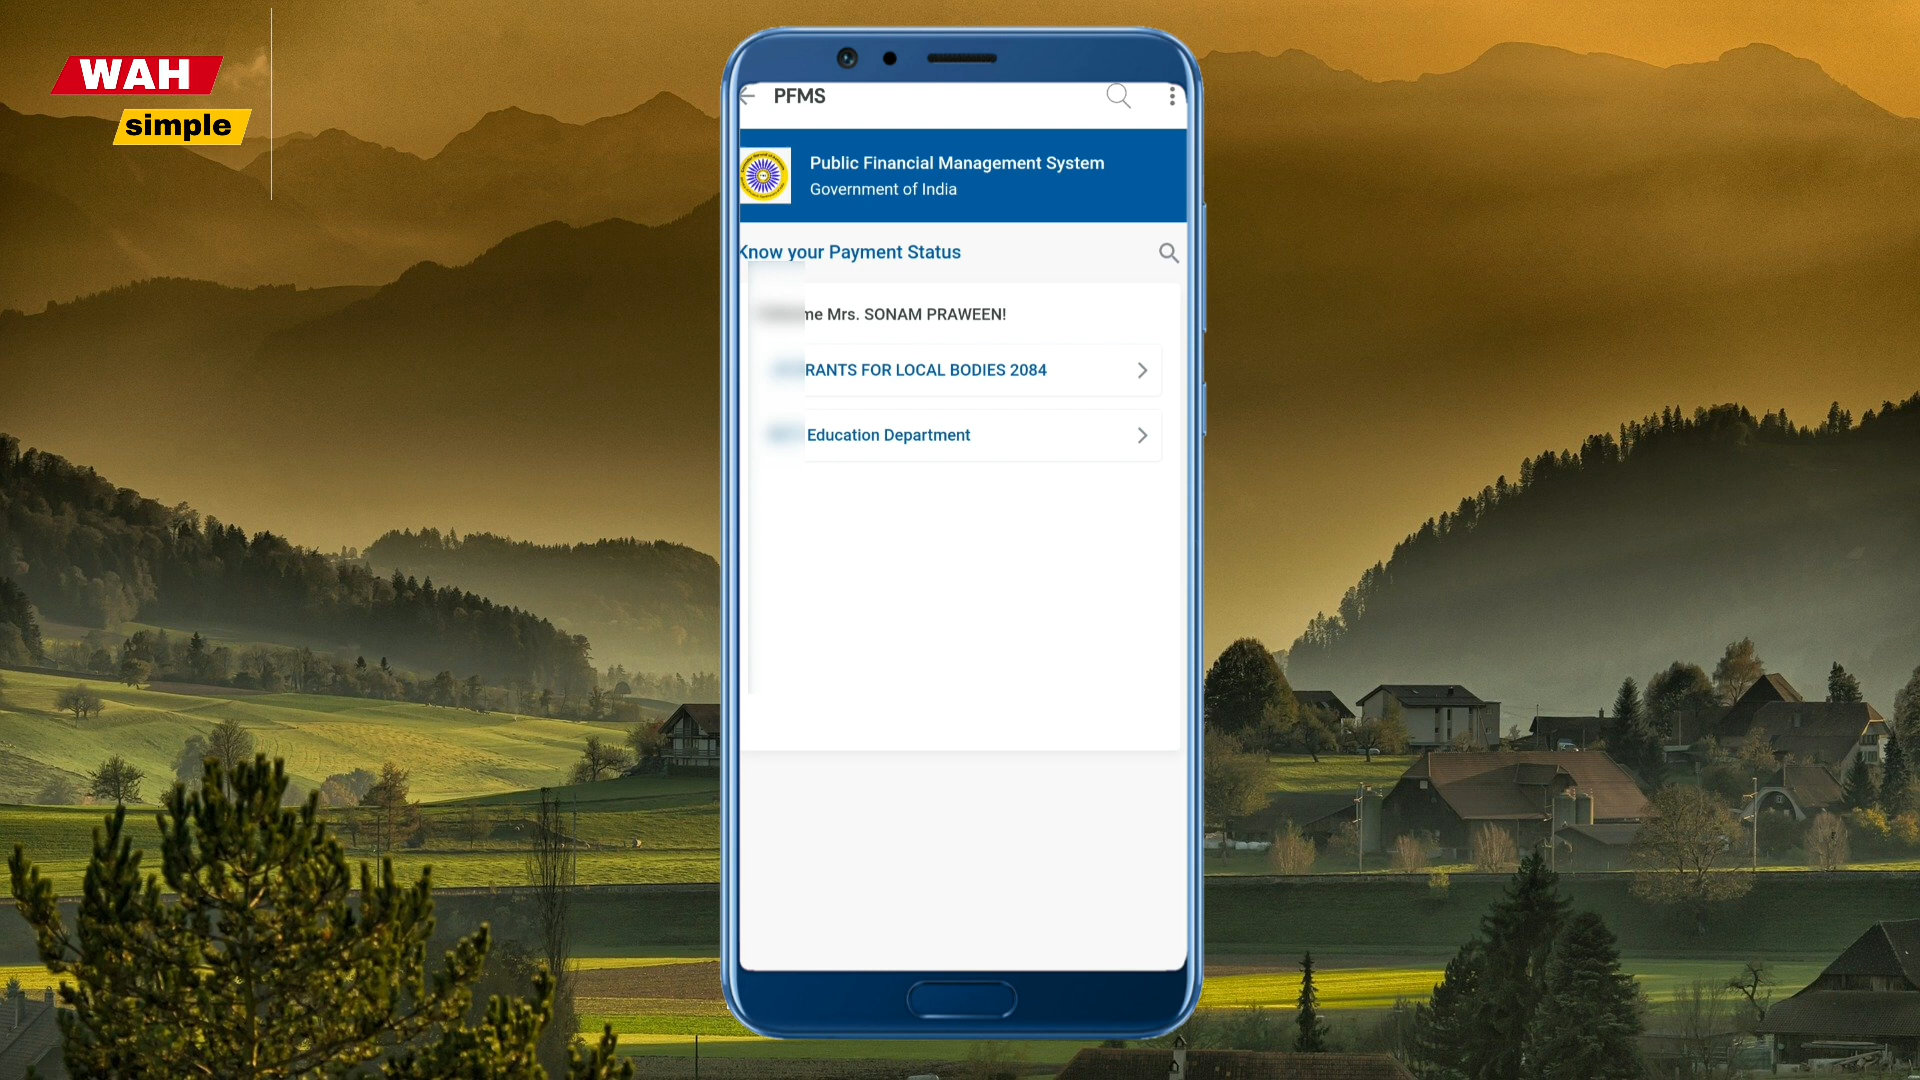 WAH
simple
PFMS
Public Financial Management System
Government of India
Know your Payment Status
me Mrs. SONAM PRAWEEN!
RANTS FOR LOCAL BODIES 2084
Education Department